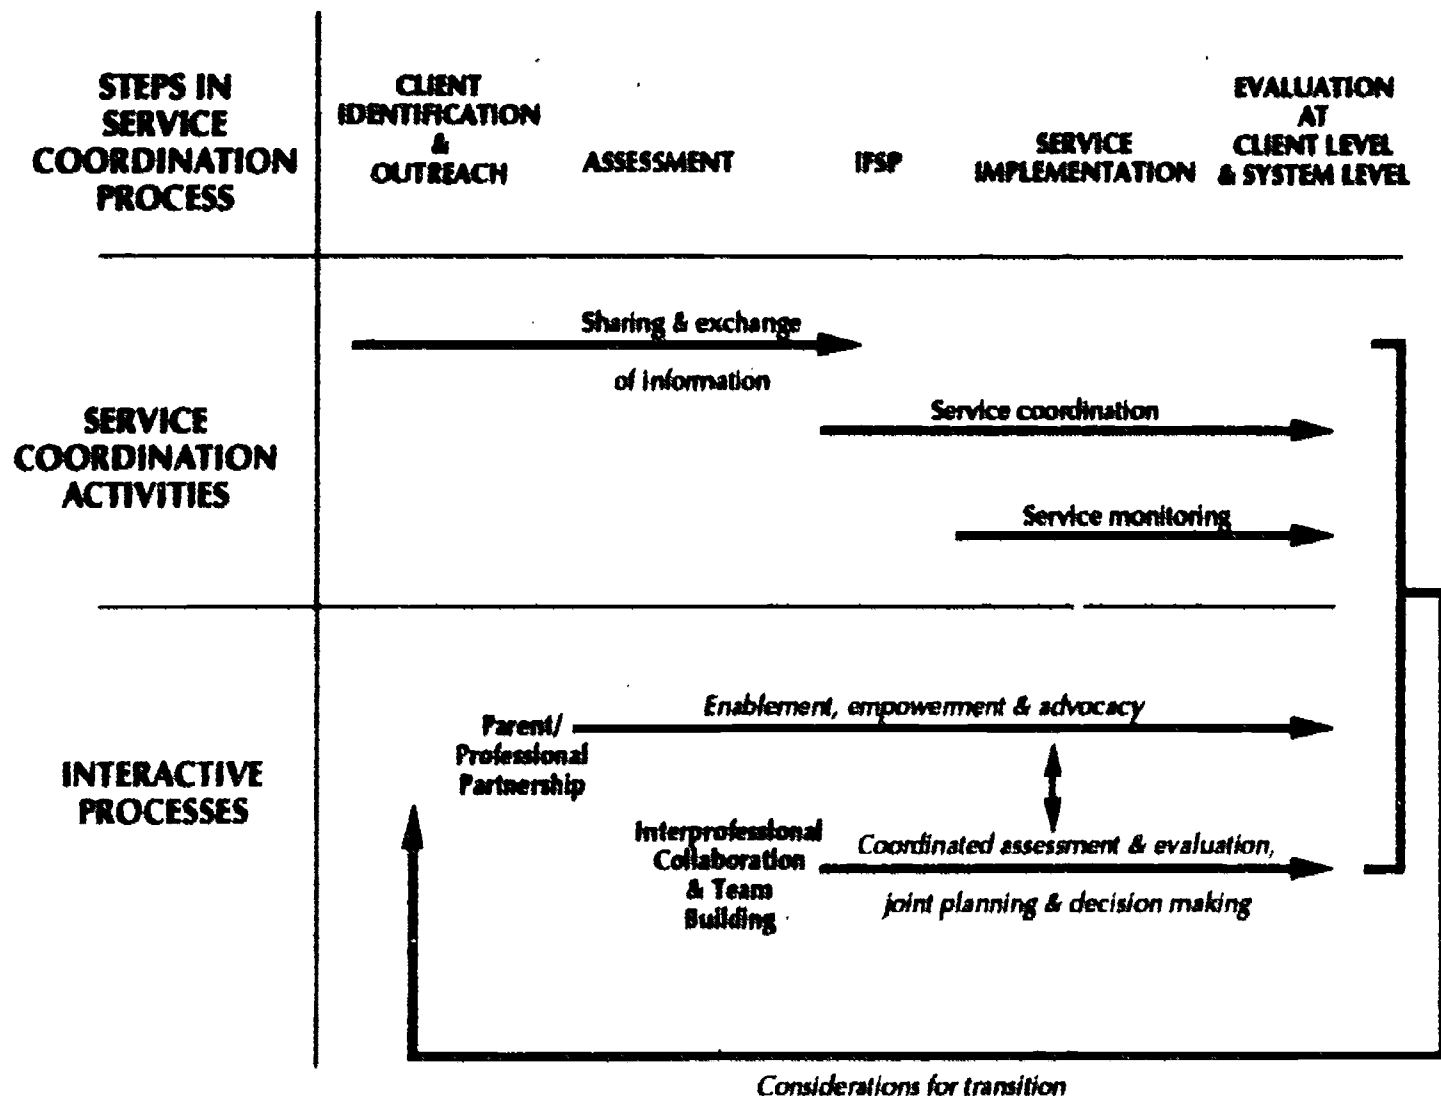 STEPS IN
SERVICE
COORDINATION
PROCESS
CLIENT
IDENTIFICATION
&
OUTREACH
ASSESSMENT
IFSP
SERVICE
IMPLEMENTATION
EVALUATION
AT
CLIENT LEVEL
& SYSTEM LEVEL
SERVICE
COORDINATION
ACTIVITIES
Sharing & exchange
of information
Service coordination
Service monitoring
INTERACTIVE
PROCESSES
Parent/
Professional
Partnership
Enablement, empowerment & advocacy
Interprofessional
Collaboration
& Team
Building
Coordinated assessment & evaluation,
joint planning & decision making
Considerations for transition